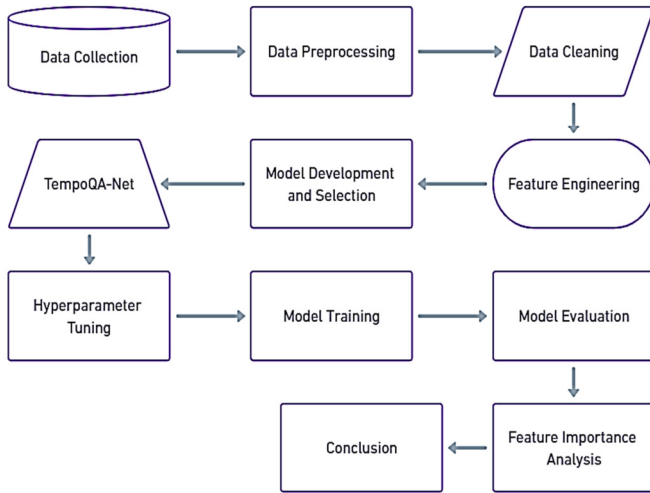 Data Collection
Data Preprocessing
Data Cleaning
TempoQA-Net
Model Development
and Selection
Feature Engineering
Hyperparameter
Tuning
Model Training
Model Evaluation
Conclusion
Feature Importance
Analysis